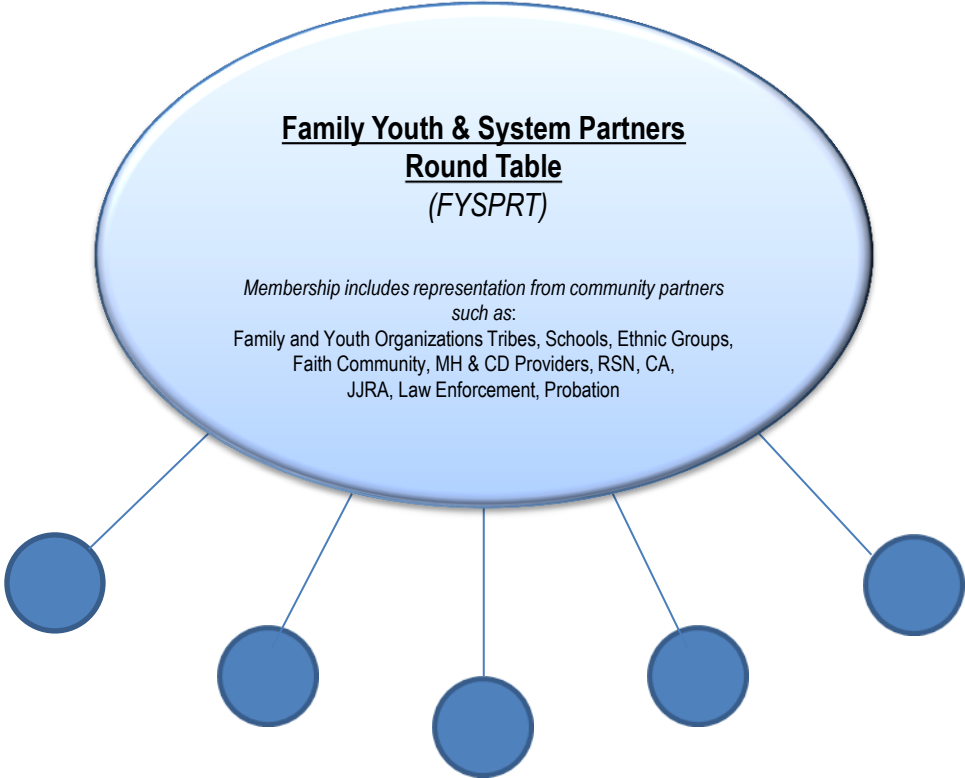 Family Youth & System Partners
Round Table
(FYSPRT)
Membership includes representation from community partners
such as:
Family and Youth Organizations Tribes, Schools, Ethnic Groups,
Faith Community, MH & CD Providers, RSN, CA,
JJRA, Law Enforcement, Probation